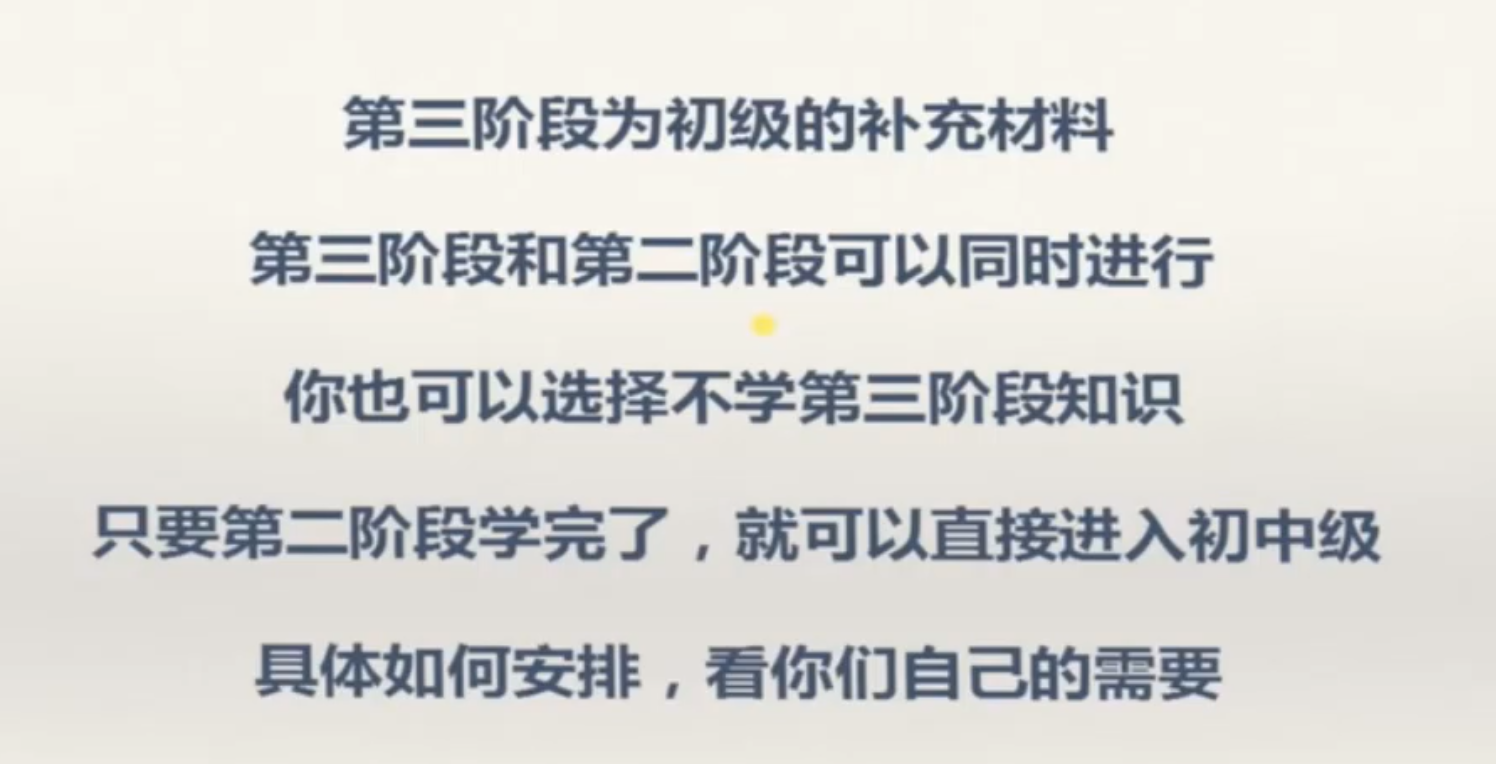 第三阶段为初级的补充材料
第三阶段和第二阶段可以同时进行
你也可以选择不学第三阶段知识
只要第二阶段学完了，就可以直接进入初中级
具体如何安排，看你们自己的需要